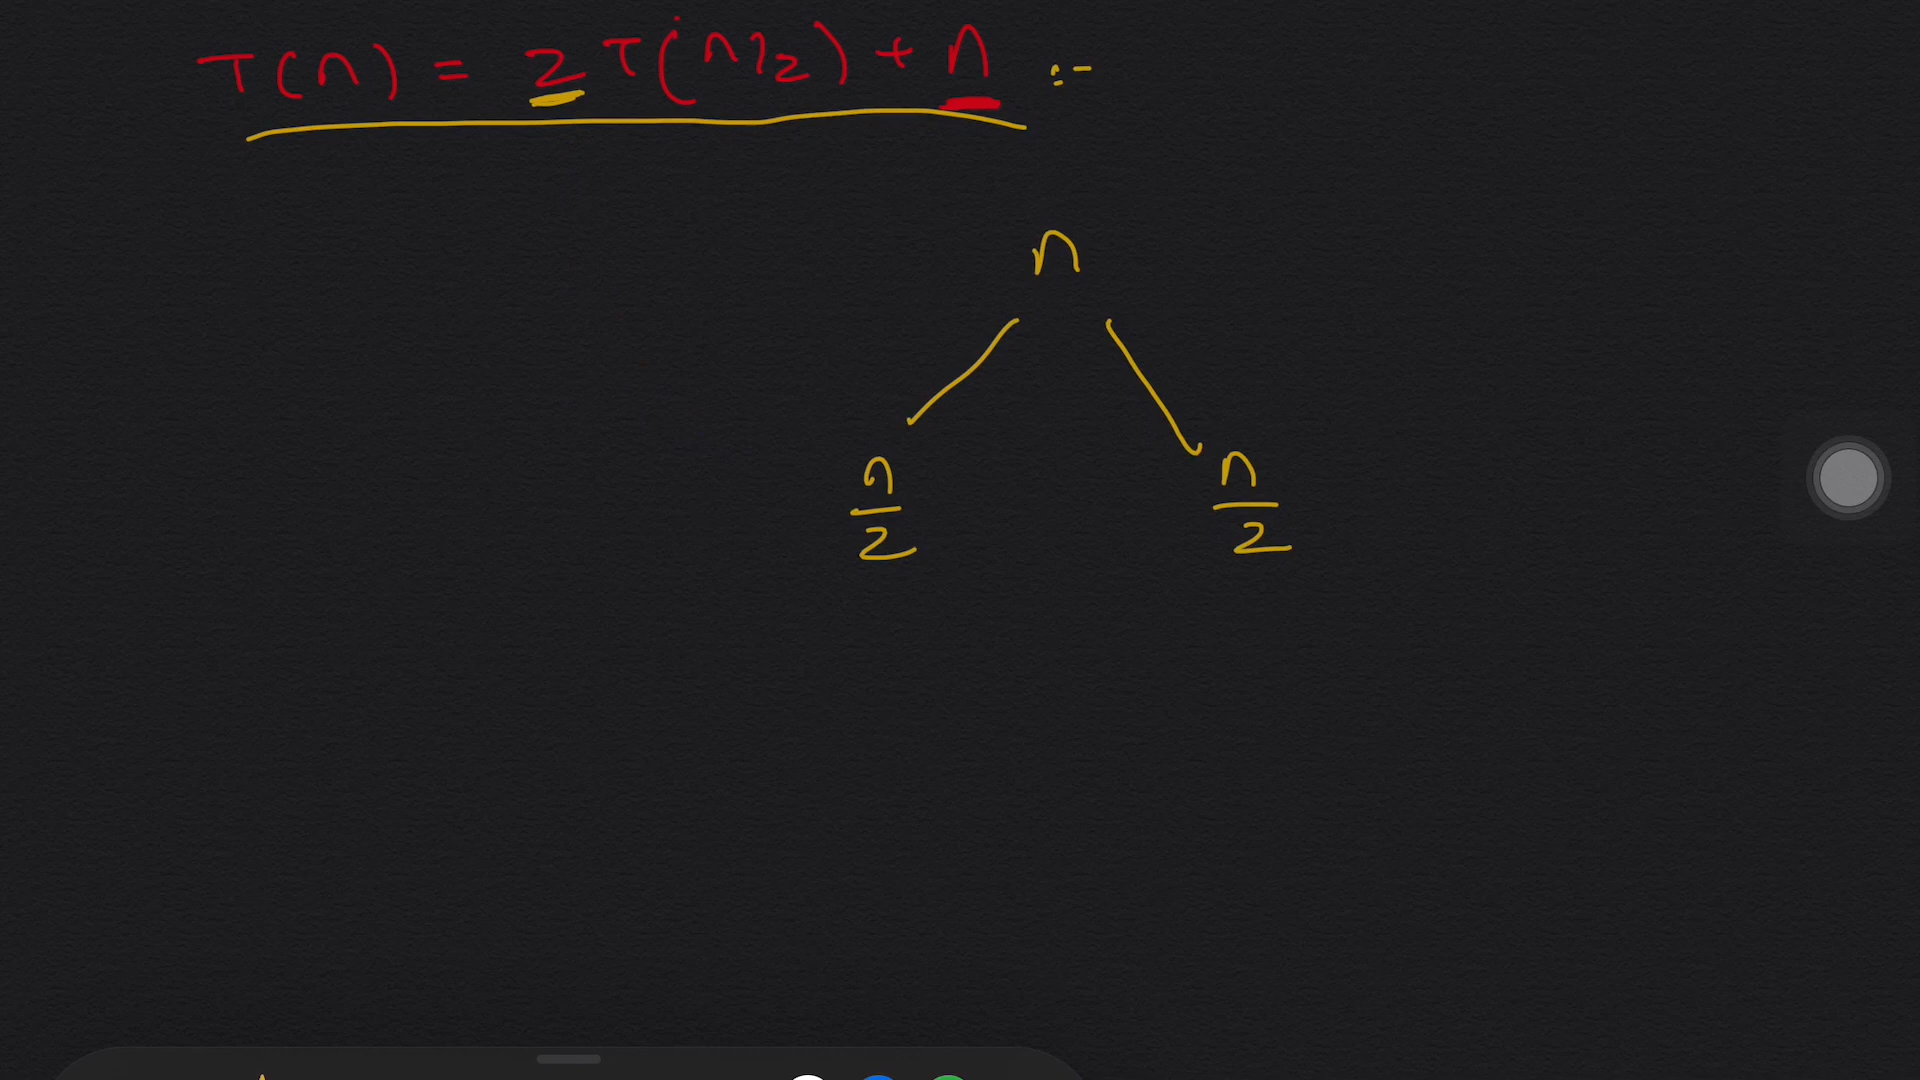 T(n) = 2T(n/2) + n :-
n
n/2 n/2